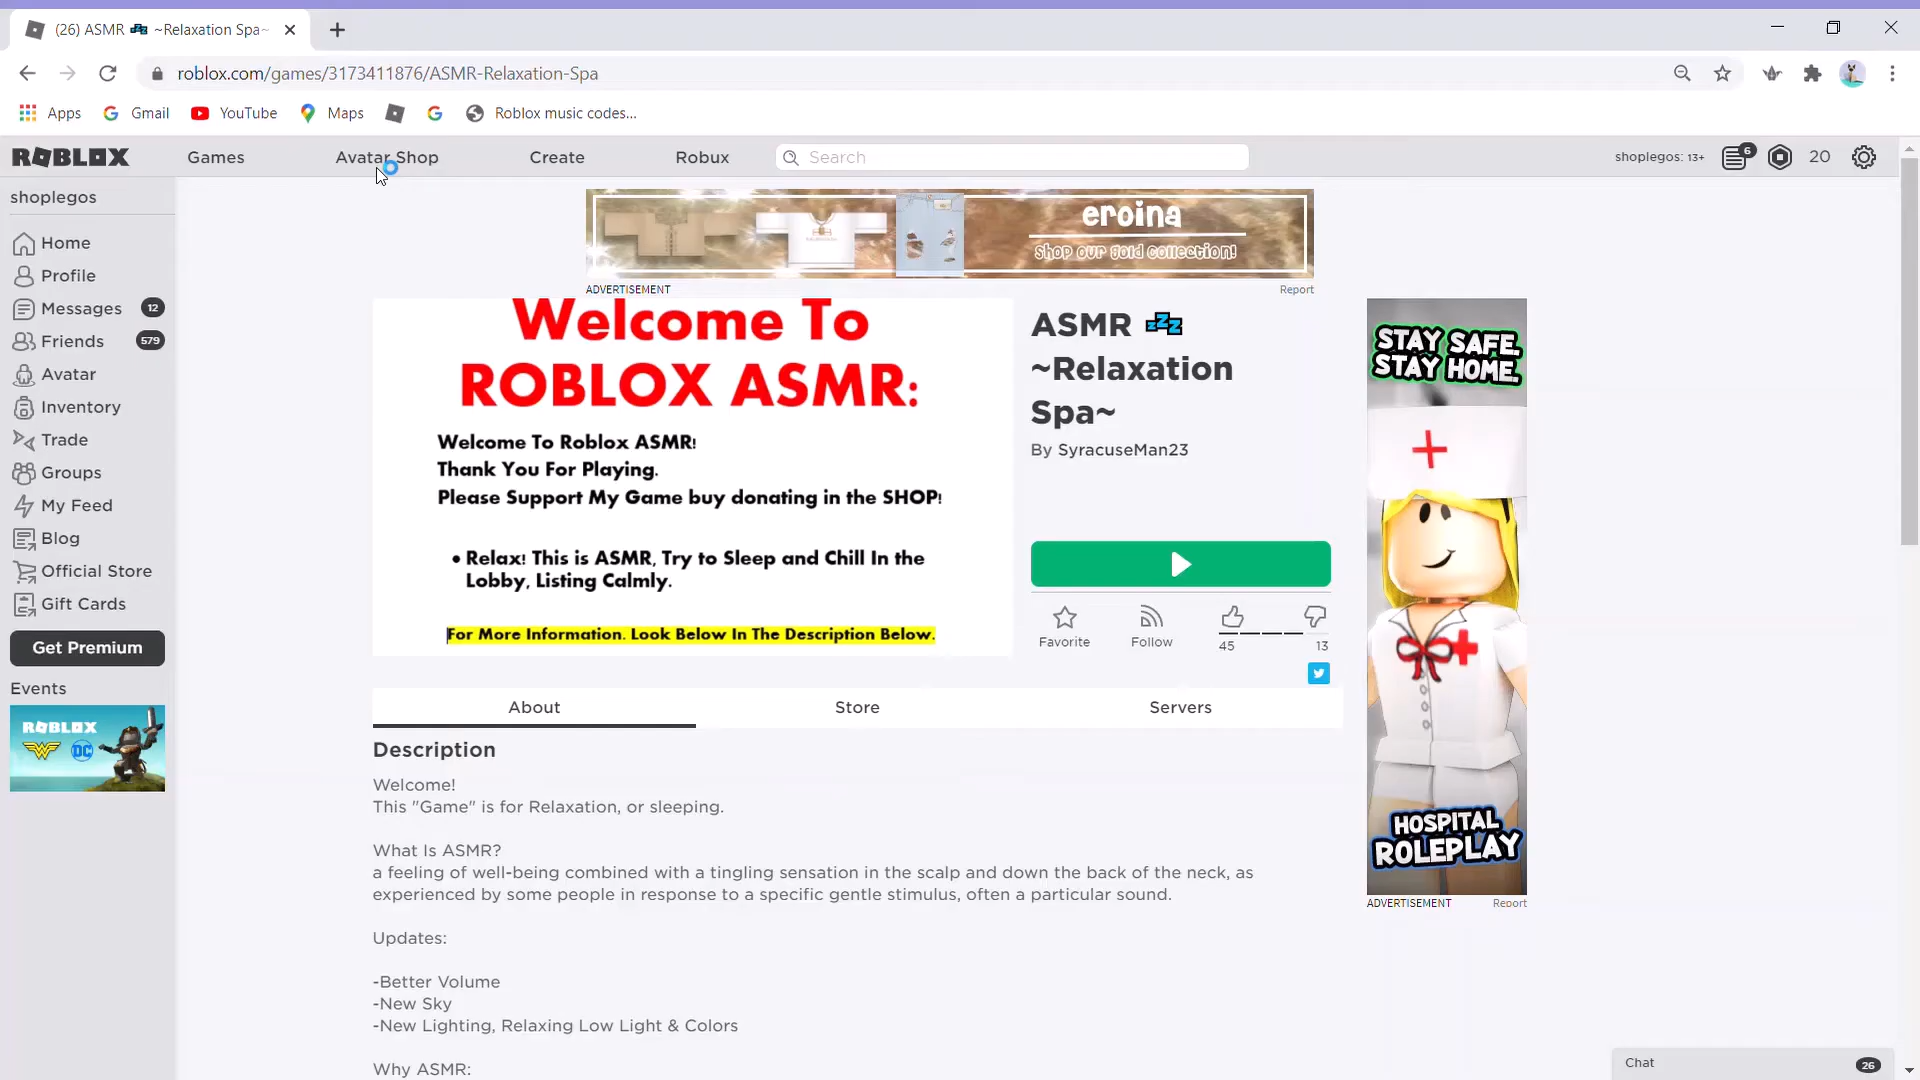 (26) ASMR 💤 ~Relaxation Spa~
roblox.com/games/3173411876/ASMR-Relaxation-Spa
Apps
Gmail
YouTube
Maps
Roblox music codes...
ROBLOX
Games
Avatar Shop
Create
Robux
Search
shoplegos: 13+
6
20
shoplegos
Home
Profile
Messages 12
Friends 579
Avatar
Inventory
Trade
Groups
My Feed
Blog
Official Store
Gift Cards
Get Premium
Events
ROBLOX
DC
eroina
shop our gold collection!
ADVERTISEMENT
Report
Welcome To
ROBLOX ASMR:
Welcome To Roblox ASMR!
Thank You For Playing.
Please Support My Game buy donating in the SHOP!
• Relax! This is ASMR, Try to Sleep and Chill In the
Lobby, Listing Calmly.
For More Information. Look Below In The Description Below.
ASMR 💤
~Relaxation
Spa~
By SyracuseMan23
Favorite
Follow
45
13
About
Store
Servers
Description
Welcome!
This "Game" is for Relaxation, or sleeping.
What Is ASMR?
a feeling of well-being combined with a tingling sensation in the scalp and down the back of the neck, as
experienced by some people in response to a specific gentle stimulus, often a particular sound.
Updates:
-Better Volume
-New Sky
-New Lighting, Relaxing Low Light & Colors
Why ASMR:
STAY SAFE.
STAY HOME.
HOSPITAL
ROLEPLAY
ADVERTISEMENT
Report
Chat
26